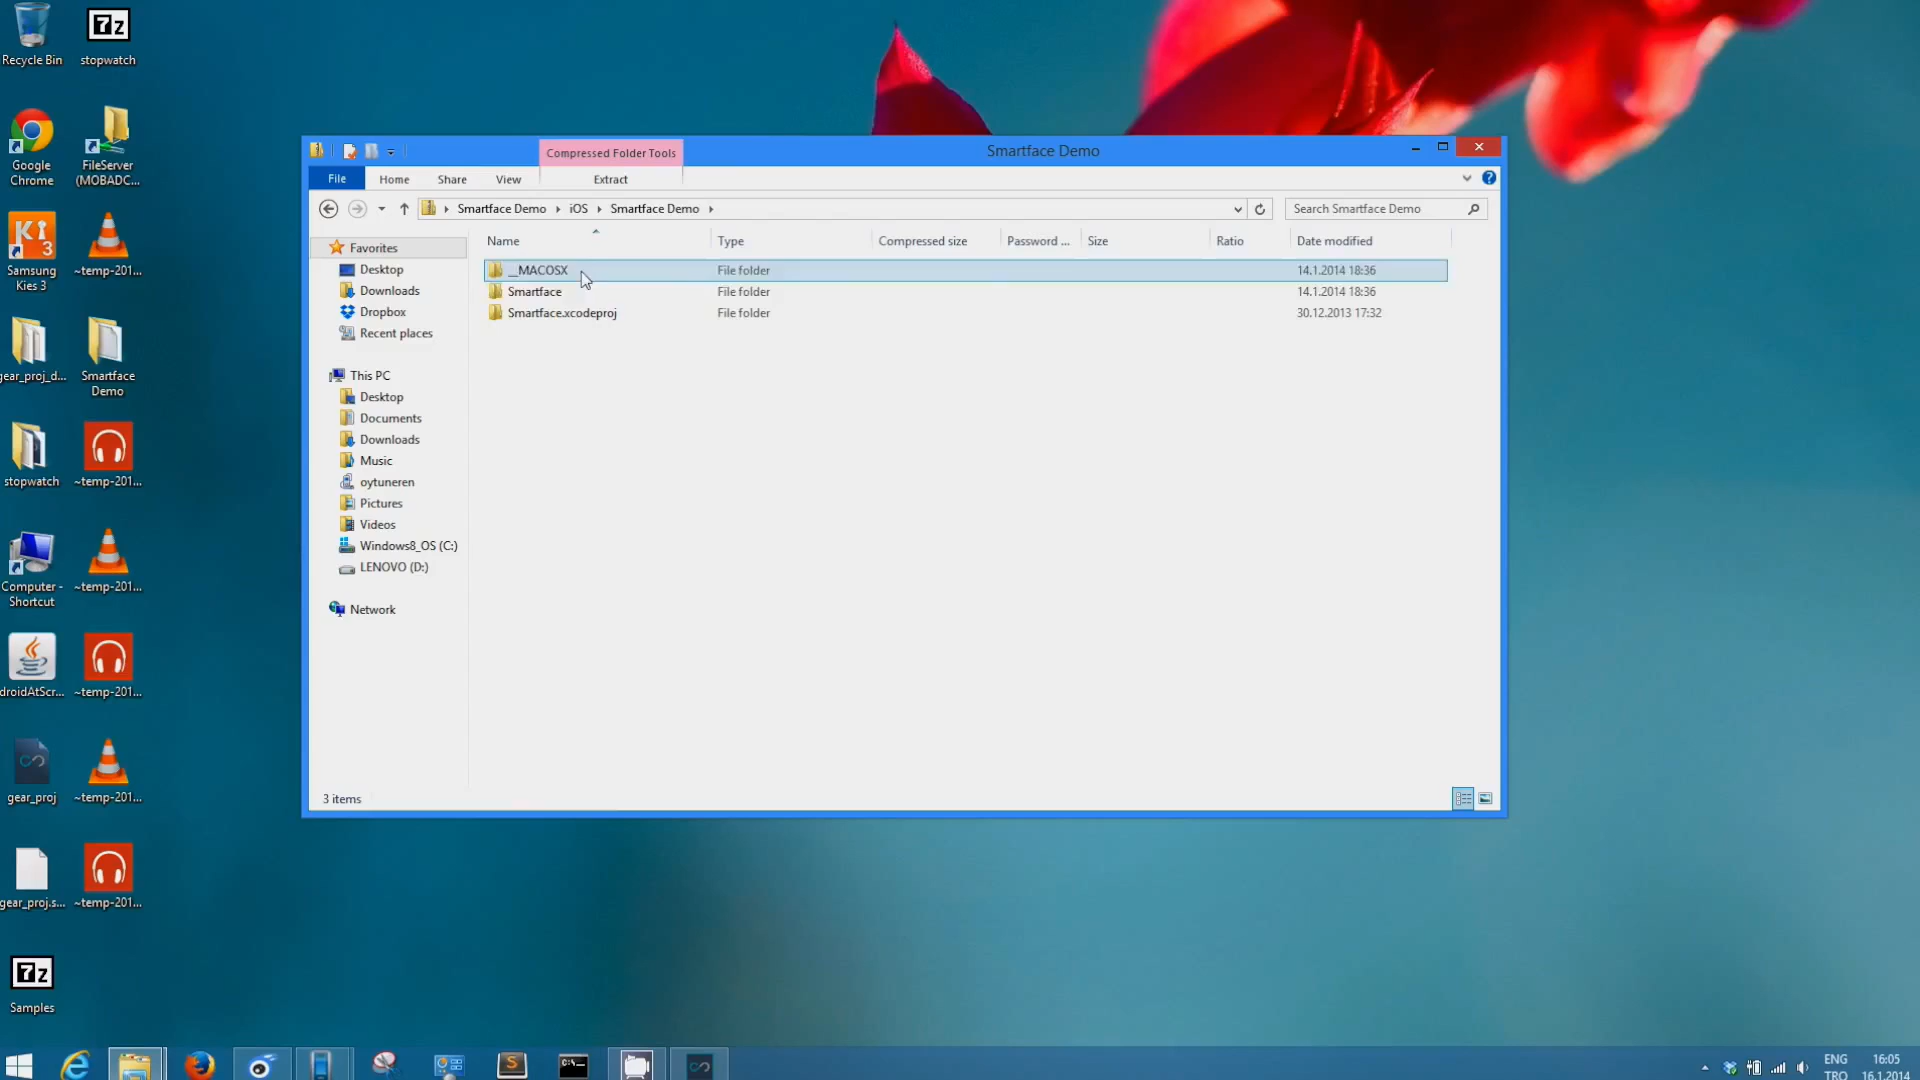 Recycle Bin
stopwatch
Google
Chrome
FileServer
(MOBADC...
Samsung
Kies 3
~temp-201...
gear_proj_d...
Smartface
Demo
stopwatch
~temp-201...
Computer -
Shortcut
~temp-201...
droidAtScr...
~temp-201...
gear_proj
~temp-201...
gear_proj.s...
~temp-201...
Samples
Compressed Folder Tools
Smartface Demo
File
Home
Share
View
Extract
Smartface Demo
iOS
Smartface Demo
Search Smartface Demo
Name
Type
Compressed size
Password ...
Size
Ratio
Date modified
__MACOSX File folder 14.1.2014 18:36
Smartface File folder 14.1.2014 18:36
Smartface.xcodeproj File folder 30.12.2013 17:32
Favorites
Desktop
Downloads
Dropbox
Recent places
This PC
Desktop
Documents
Downloads
Music
oytuneren
Pictures
Videos
Windows8_OS (C:)
LENOVO (D:)
Network
3 items
ENG
TRQ
16:05
16.1.2014